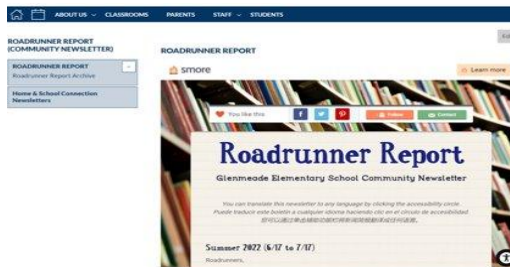 ABOUT US CLASSROOMS PARENTS STAFF STUDENTS
ROADRUNNER REPORT
(COMMUNITY NEWSLETTER)
ROADRUNNER REPORT
Roadrunner Report Archive
Home & School Connection
Newsletters
ROADRUNNER REPORT
smore
Learn more
You like this
Follow
Contact
Roadrunner Report
Glenmeade Elementary School Community Newsletter
You can translate this newsletter to any language by clicking the accessibility circle.
Puede traducir este boletín a cualquier idioma haciendo clic en el círculo de accesibilidad.
Summer 2022 (6/17 to 7/17)
Roadrunners,